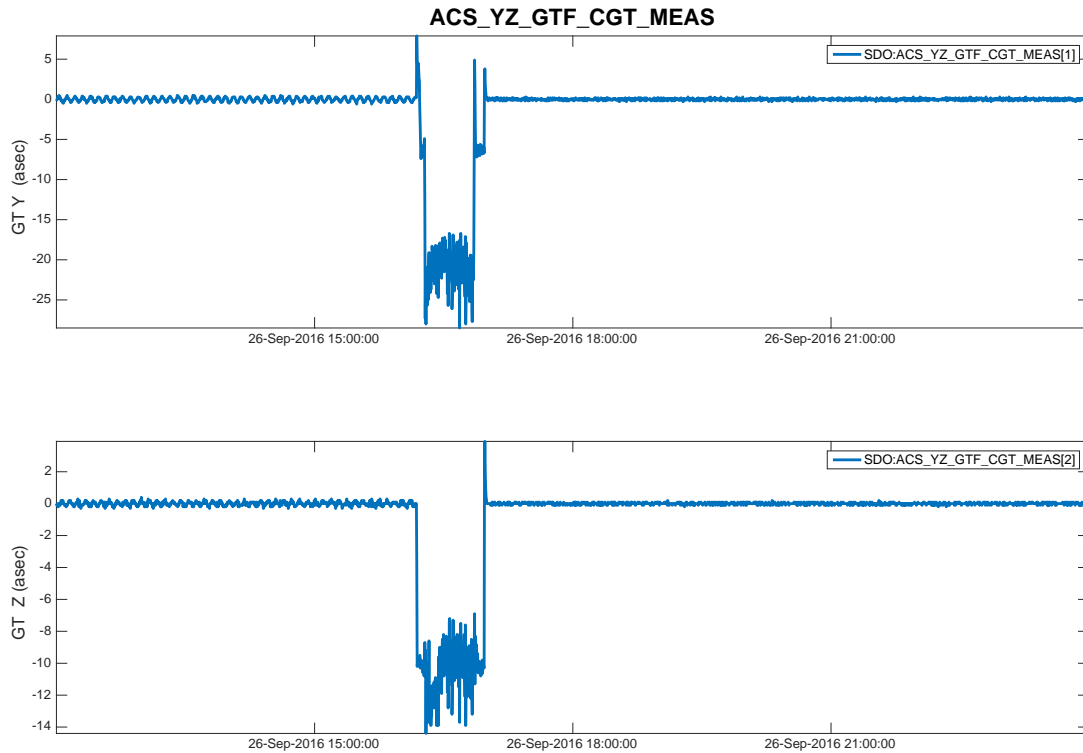 ACS_YZ_GTF_CGT_MEAS
SDO:ACS_YZ_GTF_CGT_MEAS[1]
5
0
-5
-10
-15
-20
-25
GT Y (asec)
26-Sep-2016 15:00:00
26-Sep-2016 18:00:00
26-Sep-2016 21:00:00
SDO:ACS_YZ_GTF_CGT_MEAS[2]
2
0
-2
-4
-6
-8
-10
-12
-14
GT Z (asec)
26-Sep-2016 15:00:00
26-Sep-2016 18:00:00
26-Sep-2016 21:00:00